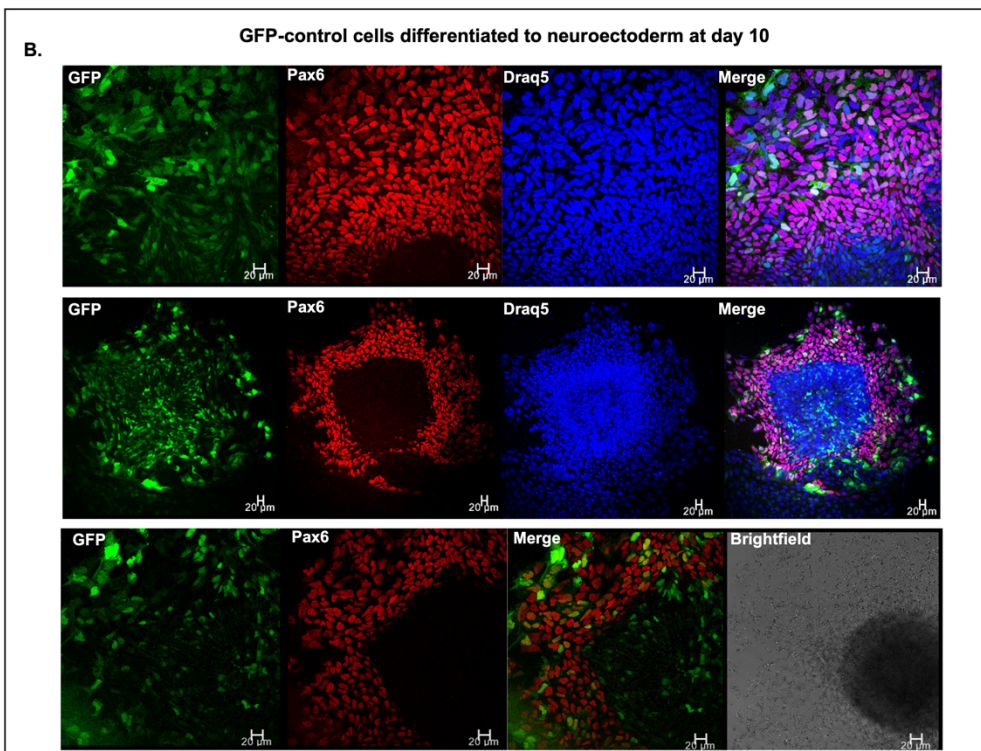 GFP-control cells differentiated to neuroectoderm at day 10
B.
GFP Pax6 Draq5 Merge
20 µm 20 µm 20 µm 20 µm
GFP Pax6 Draq5 Merge
20 µm 20 µm 20 µm 20 µm
GFP Pax6 Merge Brightfield
20 µm 20 µm 20 µm 20 µm